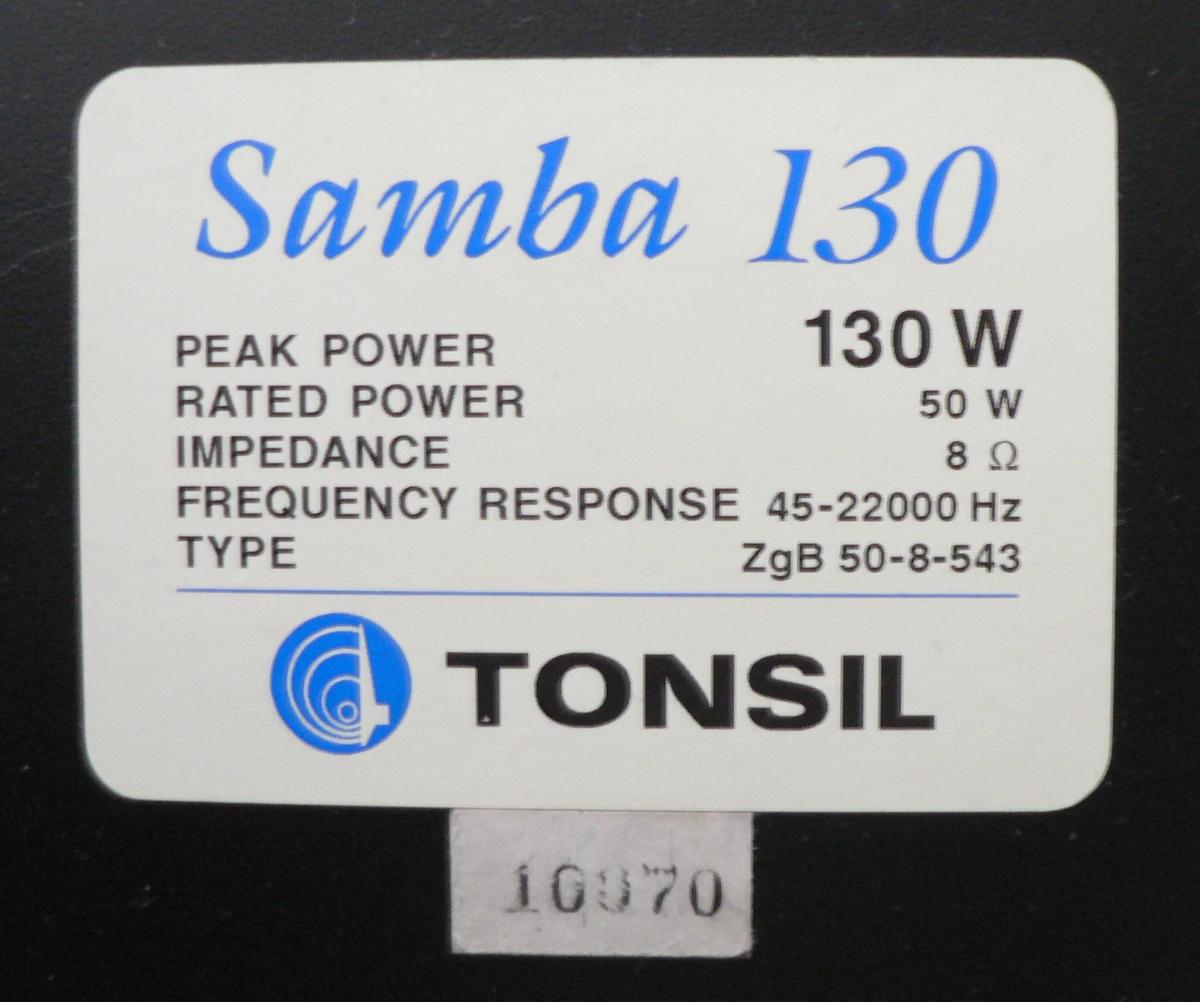 Samba 130
PEAK POWER 130 W
RATED POWER 50 W
IMPEDANCE 8 Ω
FREQUENCY RESPONSE 45-22000 Hz
TYPE ZgB 50-8-543
TONSIL